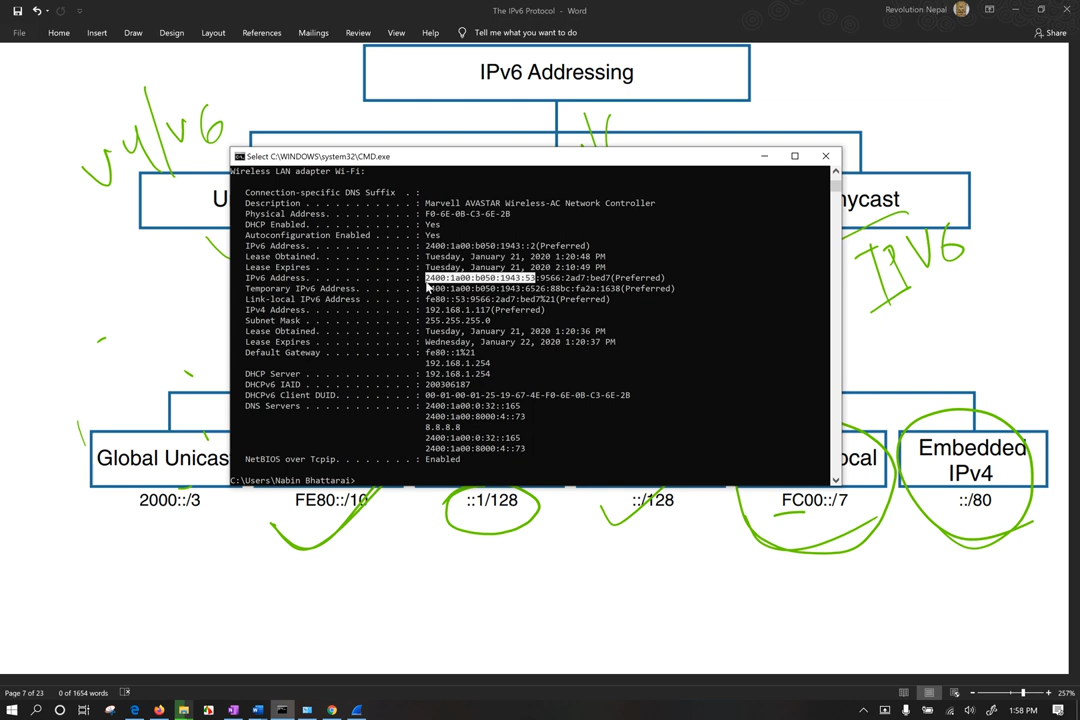 The IPv6 Protocol - Word
Revolution Nepal
File Home Insert Draw Design Layout References Mailings Review View Help Tell me what you want to do Share
IPv6 Addressing
v4/v6
Select C:\WINDOWS\system32\CMD.exe
Wireless LAN adapter Wi-Fi:
Connection-specific DNS Suffix . :
Description . . . . . . . . . . . : Marvell AVASTAR Wireless-AC Network Controller
Physical Address. . . . . . . . . : F0-6E-0B-C3-6E-2B
DHCP Enabled. . . . . . . . . . . : Yes
Autoconfiguration Enabled . . . . : Yes
IPv6 Address. . . . . . . . . . . : 2400:1a00:b050:1943::2(Preferred)
Lease Obtained. . . . . . . . . . : Tuesday, January 21, 2020 1:20:48 PM
Lease Expires . . . . . . . . . . : Tuesday, January 21, 2020 2:10:49 PM
IPv6 Address. . . . . . . . . . . : 2400:1a00:b050:1943:53:9566:2ad7:bed7(Preferred)
Temporary IPv6 Address. . . . . . : 2400:1a00:b050:1943:6526:88bc:fa2a:1638(Preferred)
Link-local IPv6 Address . . . . . : fe80::53:9566:2ad7:bed7%21(Preferred)
IPv4 Address. . . . . . . . . . . : 192.168.1.117(Preferred)
Subnet Mask . . . . . . . . . . . : 255.255.255.0
Lease Obtained. . . . . . . . . . : Tuesday, January 21, 2020 1:20:36 PM
Lease Expires . . . . . . . . . . : Wednesday, January 22, 2020 1:20:37 PM
Default Gateway . . . . . . . . . : fe80::1%21
192.168.1.254
DHCP Server . . . . . . . . . . . : 192.168.1.254
DHCPv6 IAID . . . . . . . . . . . : 200306187
DHCPv6 Client DUID. . . . . . . . : 00-01-00-01-25-19-67-4E-F0-6E-0B-C3-6E-2B
DNS Servers . . . . . . . . . . . : 2400:1a00:0:32::165
2400:1a00:8000:4::73
8.8.8.8
2400:1a00:0:32::165
2400:1a00:8000:4::73
NetBIOS over Tcpip. . . . . . . . : Enabled
C:\Users\Nabin Bhattarai>
U
nycast
IPV6
Global Unicas
ocal
Embedded
IPv4
2000::/3 FE80::/10 ::1/128 ::/128 FC00::/7 ::/80
Page 7 of 23 0 of 1654 words 257%
1:58 PM